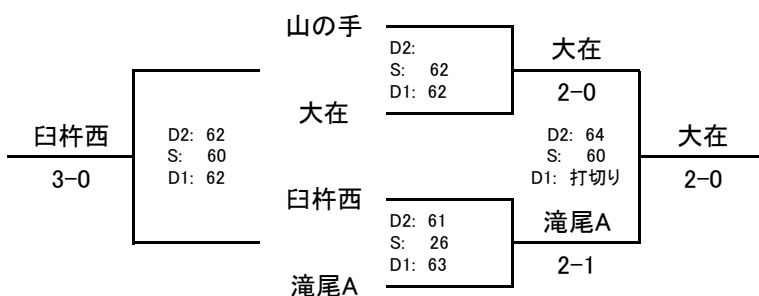 山の手
D2:
S: 62
D1: 62
大在
2-0
大在
臼杵西
3-0
D2: 62
S: 60
D1: 62
D2: 64
S: 60
D1: 打切り
大在
2-0
臼杵西
D2: 61
S: 26
D1: 63
滝尾A
2-1
滝尾A